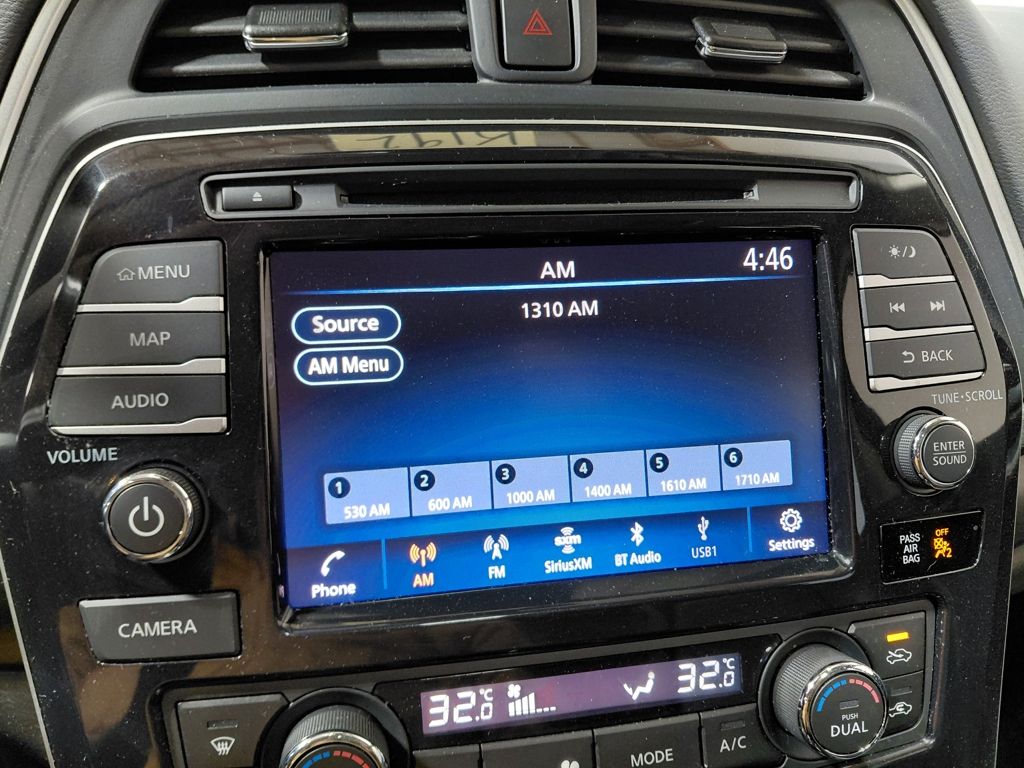 MENU
MAP
AUDIO
VOLUME
CAMERA
AM
4:46
1310 AM
Source
AM Menu
1
530 AM
2
600 AM
3
1000 AM
4
1400 AM
5
1610 AM
6
1710 AM
Phone
AM
FM
sxm
SiriusXM
BT Audio
USB1
Settings
BACK
TUNE·SCROLL
ENTER
SOUND
PASS
AIR
BAG
OFF
2
32.0°C
32.0°C
MODE
A/C
PUSH
DUAL